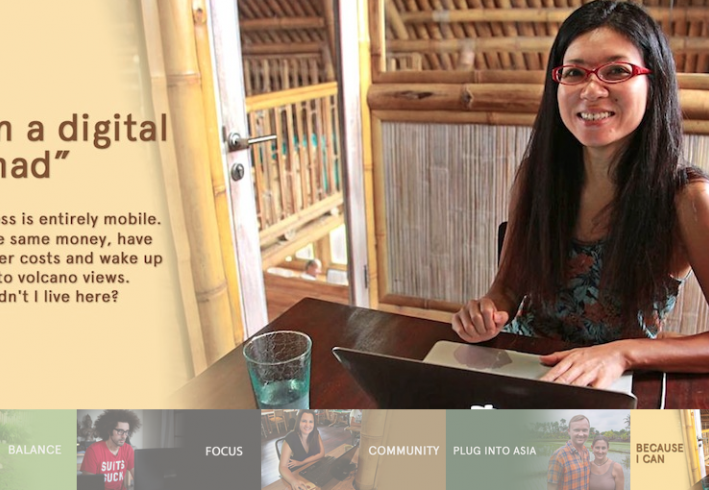 n a digital
nad”
ss is entirely mobile.
e same money, have
er costs and wake up
to volcano views.
dn't I live here?
BALANCE
FOCUS
COMMUNITY
PLUG INTO ASIA
BECAUSE
I CAN
SUITS
SUCK